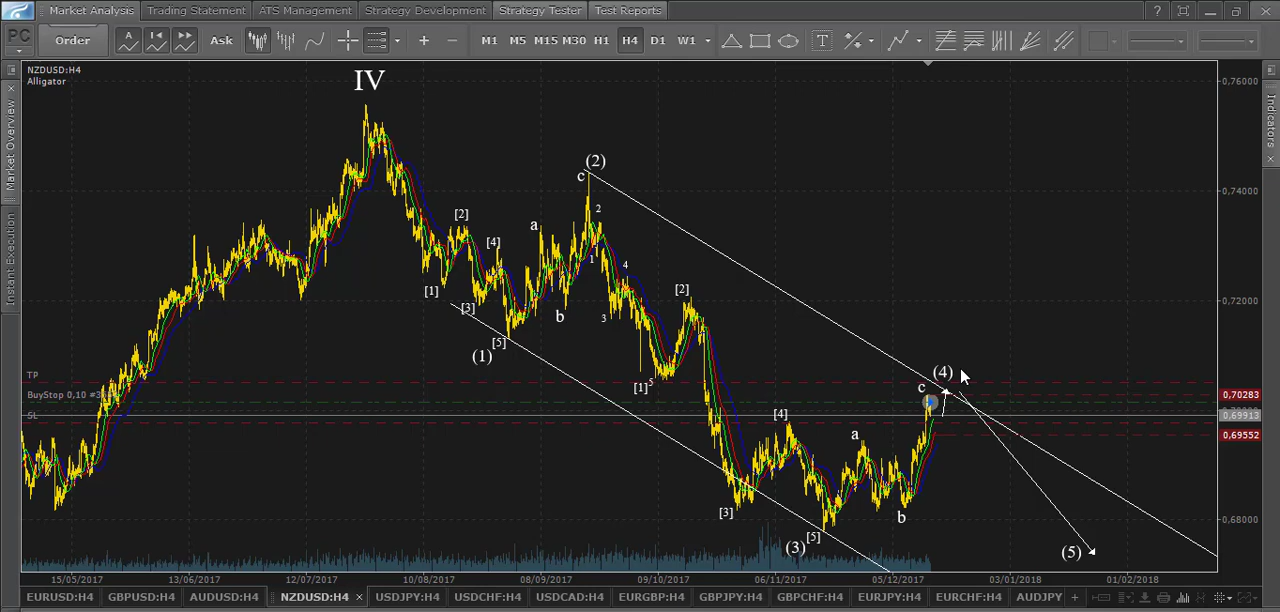 Market Analysis Trading Statement ATS Management Strategy Development Strategy Tester Test Reports ?
PC Order A Ask M1 M5 M15 M30 H1 H4 D1 W1 T
NZDUSD:H4
Alligator
Market Overview
Instant Execution
Indicators
IV
(2)
c
2
[2]
a
[4]
1
4
[1]
[3]
b
3
[2]
[5]
(1)
[1]
5
TP
BuyStop 0,10
SL
(4)
c
[4]
a
[3]
b
[5]
(3)
(5)
0,76000
0,74000
0,72000
0,70283
0,69913
0,69552
0,68000
15/05/2017 13/06/2017 12/07/2017 10/08/2017 08/09/2017 09/10/2017 06/11/2017 05/12/2017 03/01/2018 01/02/2018
EURUSD:H4 GBPUSD:H4 AUDUSD:H4 NZDUSD:H4 USDJPY:H4 USDCHF:H4 USDCAD:H4 EURGBP:H4 GBPJPY:H4 GBPCHF:H4 EURJPY:H4 EURCHF:H4 AUDJPY